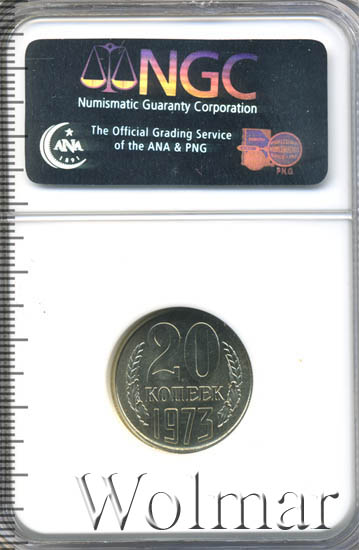 NGC
Numismatic Guaranty Corporation
The Official Grading Service
of the ANA & PNG
ANA
1891
PNG
20
КОПЕЕК
1973
Wolmar